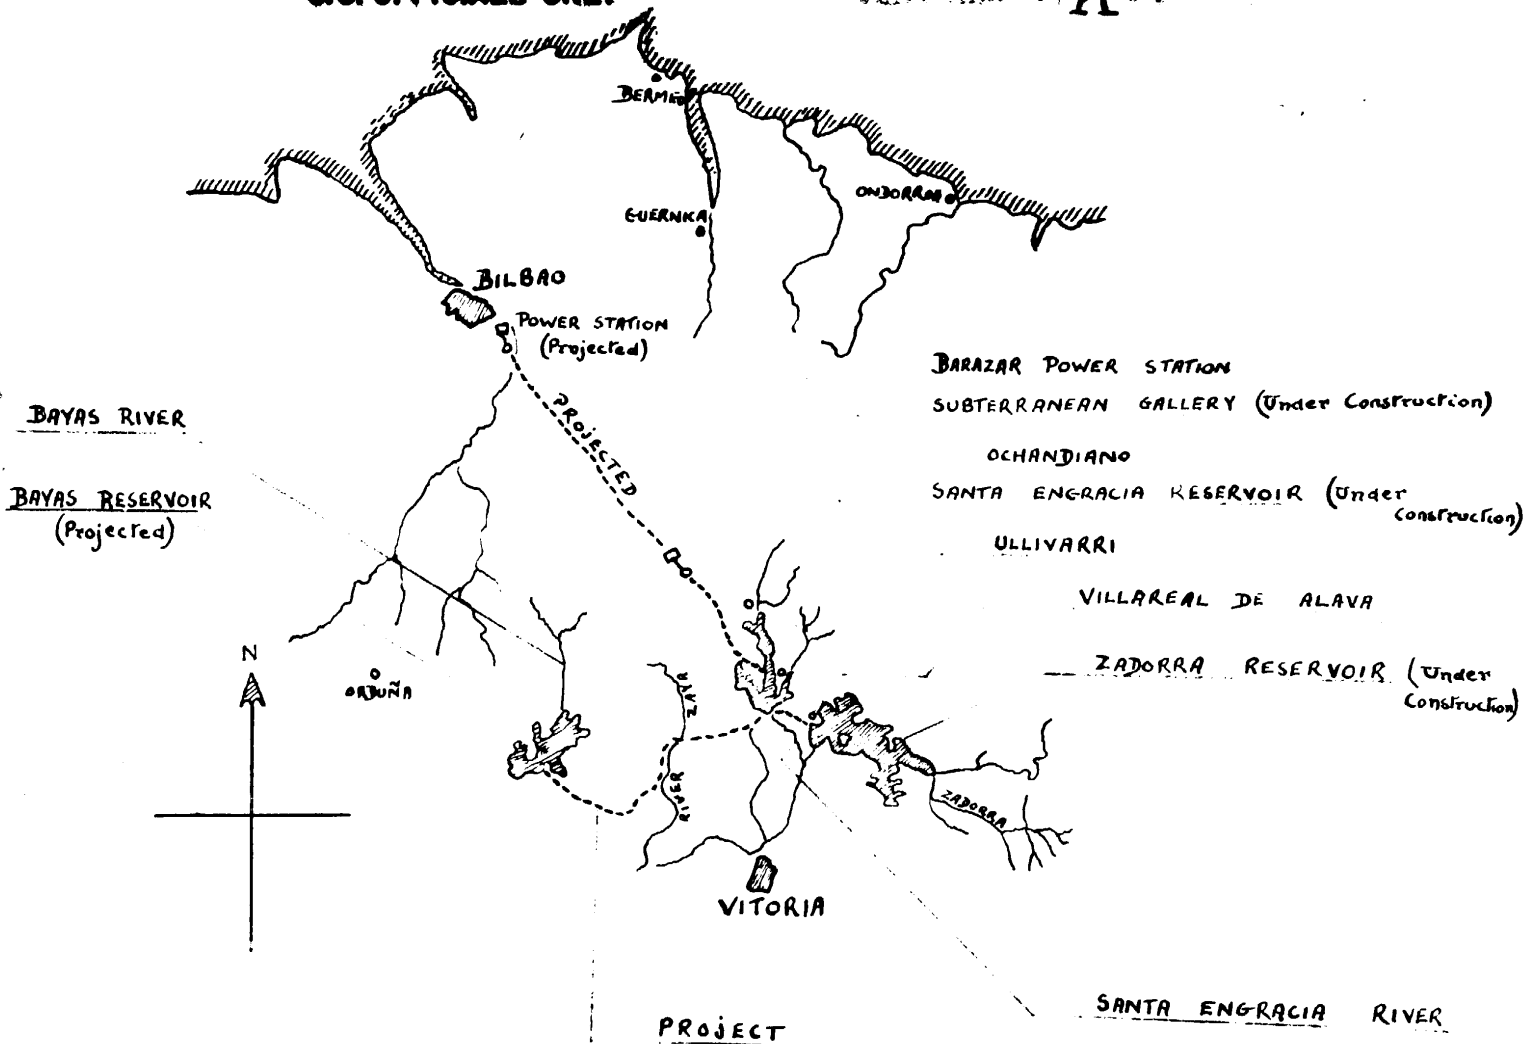 BERMEO
ONDORRAA
GUERNKA
BILBAO
POWER STATION
(Projected)
PROJECTED
BARAZAR POWER STATION
SUBTERRANEAN GALLERY (Under Construction)
OCHANDIANO
SANTA ENGRACIA RESERVOIR (Under
Construction)
ULLIVARRI
VILLAREAL DE ALAVA
ZADORRA RESERVOIR (Under
Construction)
BAYAS RIVER
BAYAS RESERVOIR
(Projected)
N
ORDUÑA
ZAYA
RIVER
ZADORRA
VITORIA
SANTA ENGRACIA RIVER
PROJECT